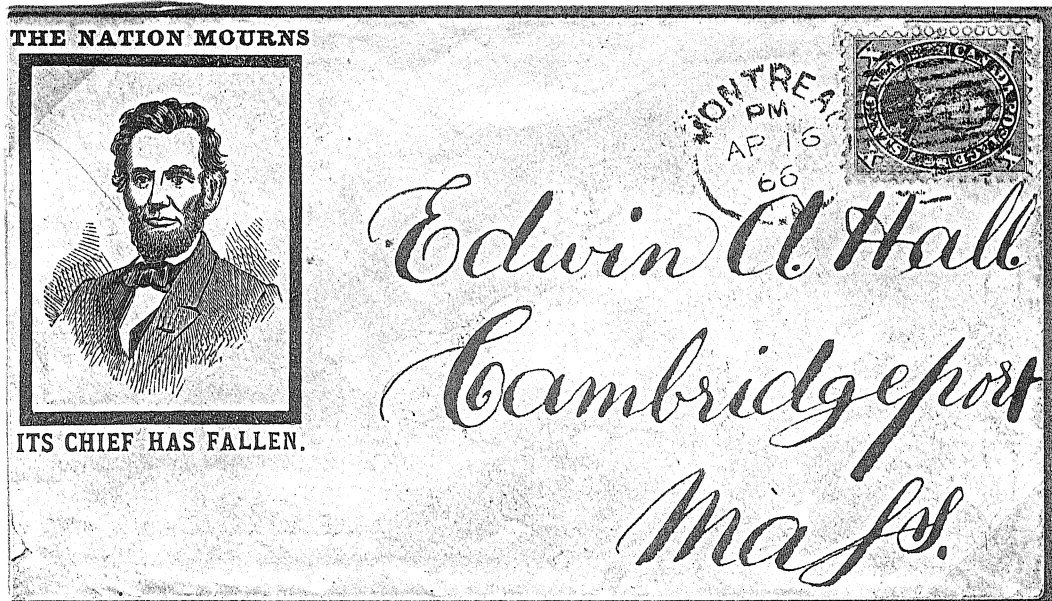 THE NATION MOURNS
ITS CHIEF HAS FALLEN.
MONTREAL
PM
AP 16
66
Edwin A. Hall.
Cambridgeport
Mass.